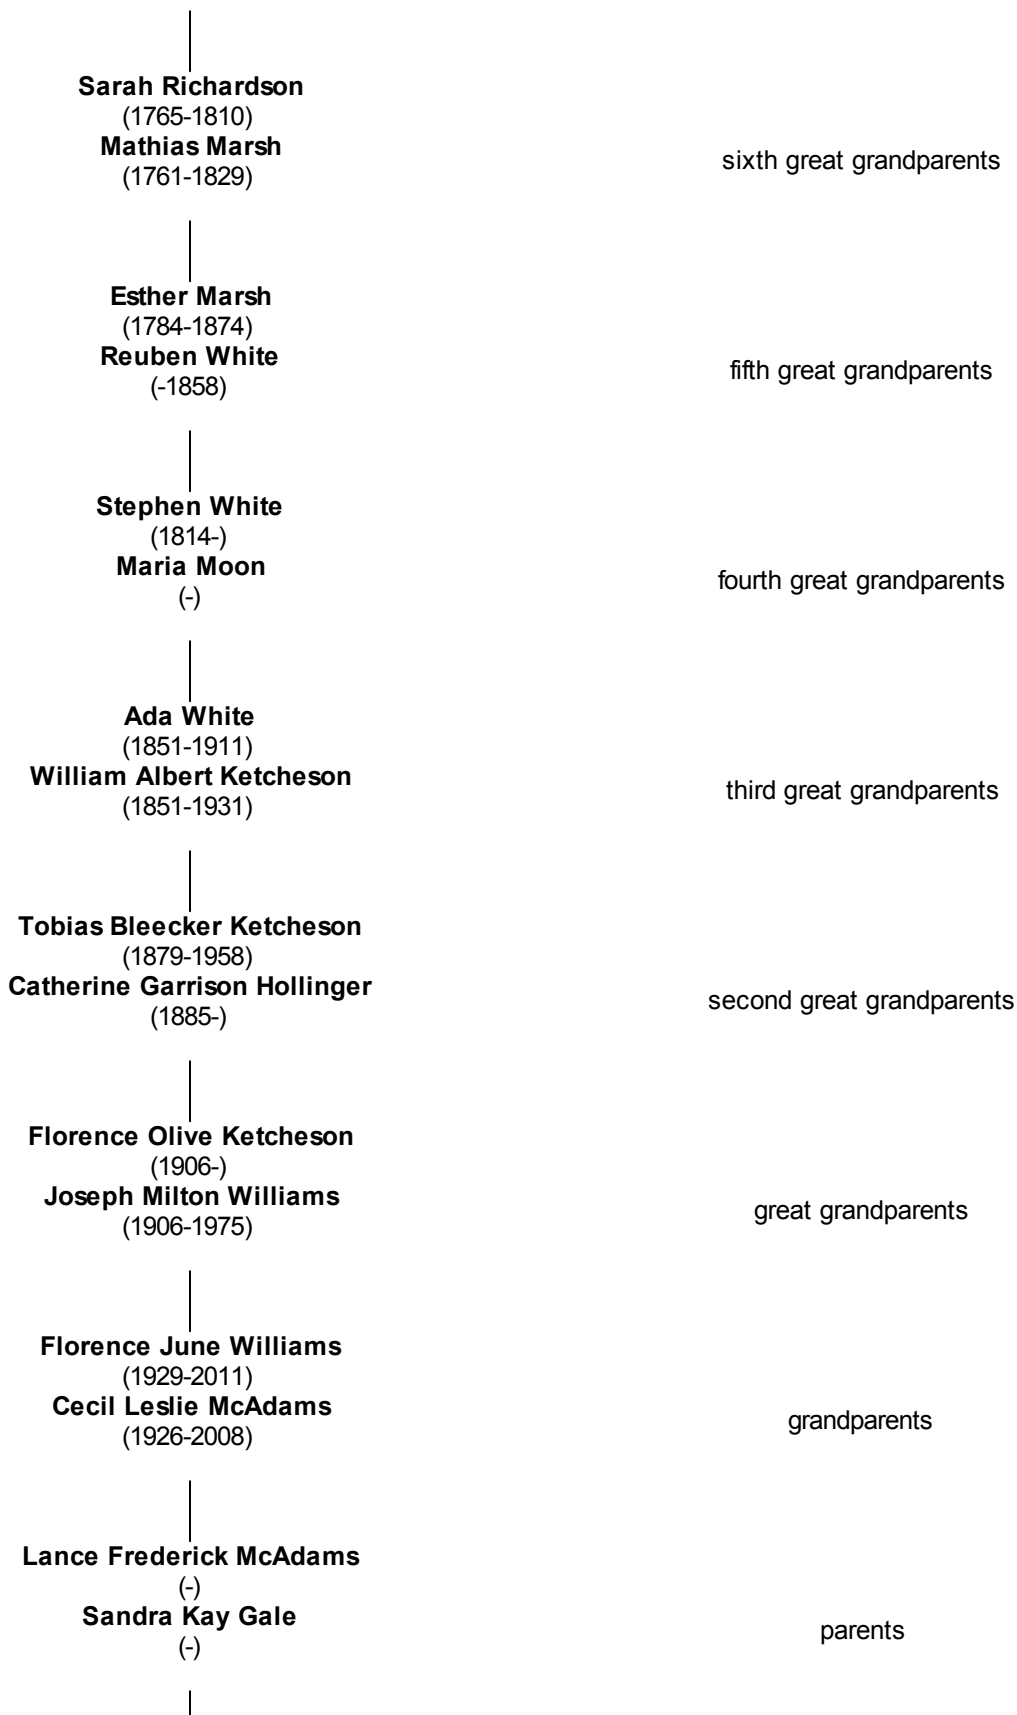 Sarah Richardson
(1765-1810)
Mathias Marsh
(1761-1829)
sixth great grandparents
Esther Marsh
(1784-1874)
Reuben White
(-1858)
fifth great grandparents
Stephen White
(1814-)
Maria Moon
(-)
fourth great grandparents
Ada White
(1851-1911)
William Albert Ketcheson
(1851-1931)
third great grandparents
Tobias Bleecker Ketcheson
(1879-1958)
Catherine Garrison Hollinger
(1885-)
second great grandparents
Florence Olive Ketcheson
(1906-)
Joseph Milton Williams
(1906-1975)
great grandparents
Florence June Williams
(1929-2011)
Cecil Leslie McAdams
(1926-2008)
grandparents
Lance Frederick McAdams
(-)
Sandra Kay Gale
(-)
parents